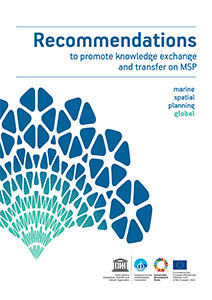 Recommendations
to promote knowledge exchange
and transfer on MSP
marine
spatial
planning
global